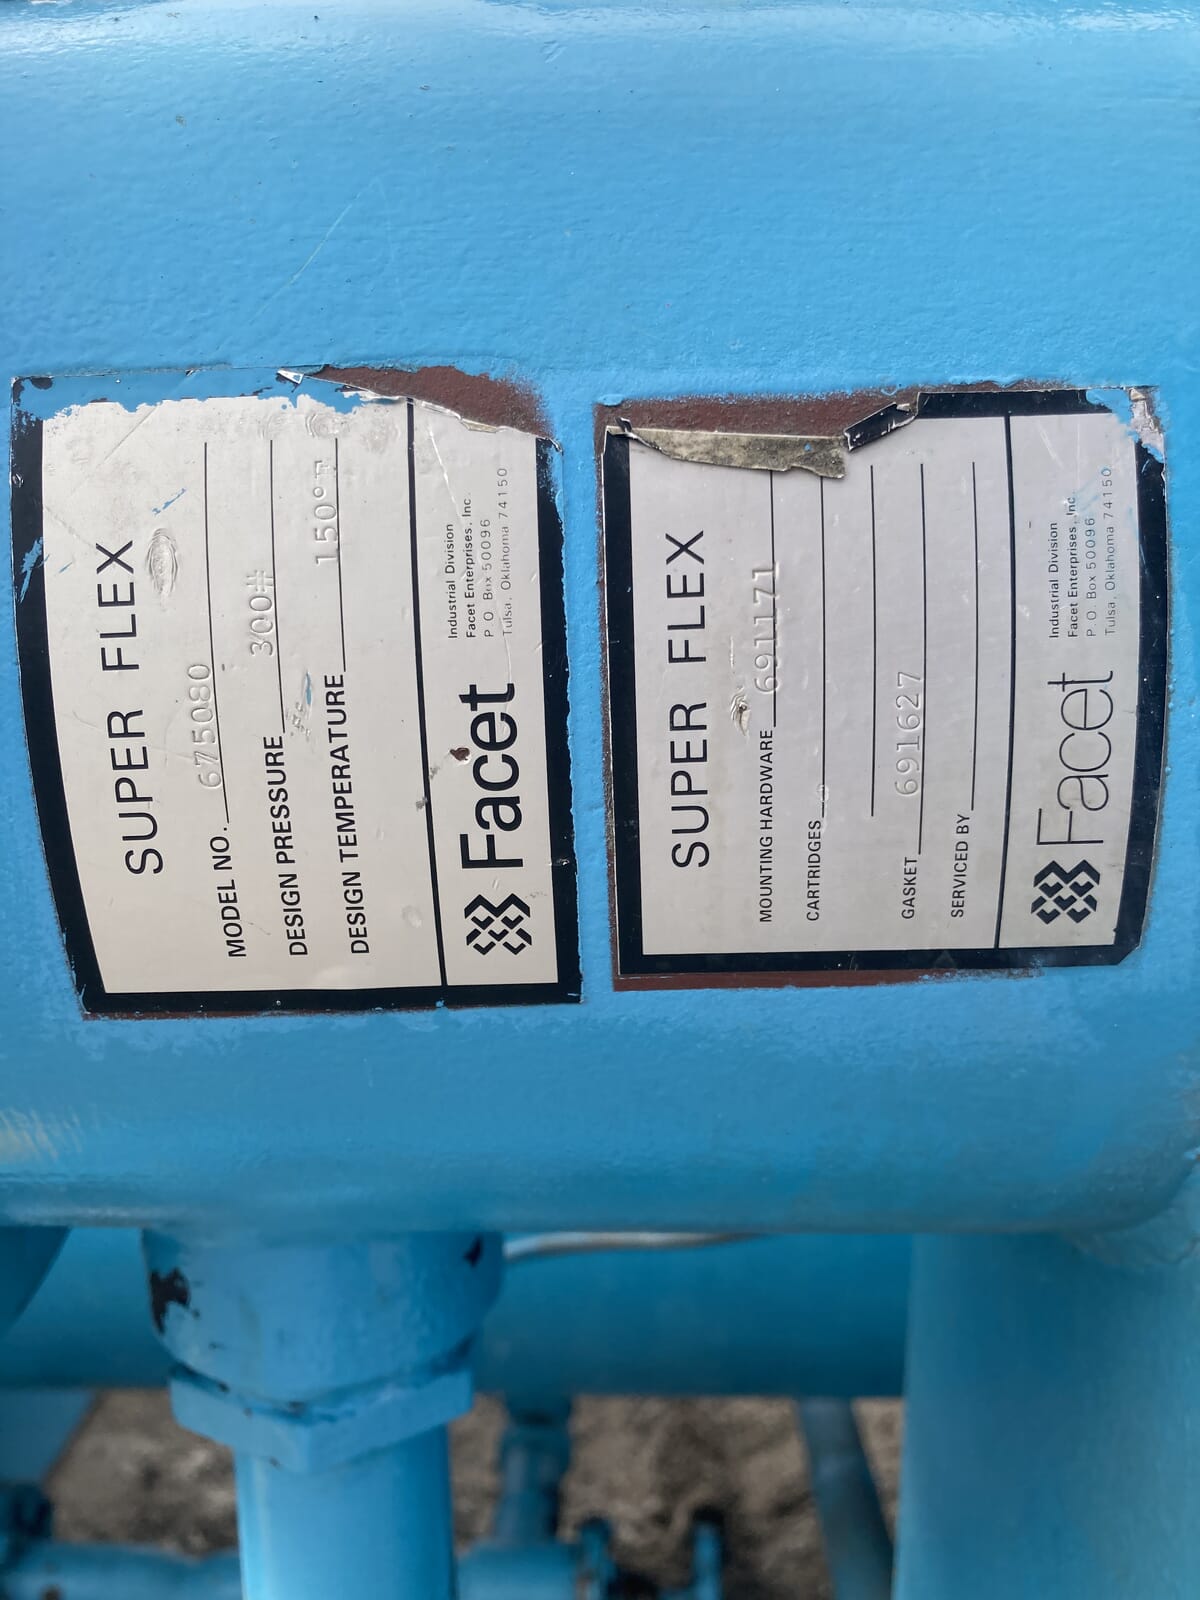 SUPER FLEX
MODEL NO. 675080
DESIGN PRESSURE 300#
DESIGN TEMPERATURE 150°F
Facet
Industrial Division
Facet Enterprises, Inc.
P.O. Box 50096
Tulsa, Oklahoma 74150
SUPER FLEX
MOUNTING HARDWARE 691171
CARTRIDGES
GASKET 691627
SERVICED BY
Facet
Industrial Division
Facet Enterprises, Inc.
P.O. Box 50096
Tulsa, Oklahoma 74150